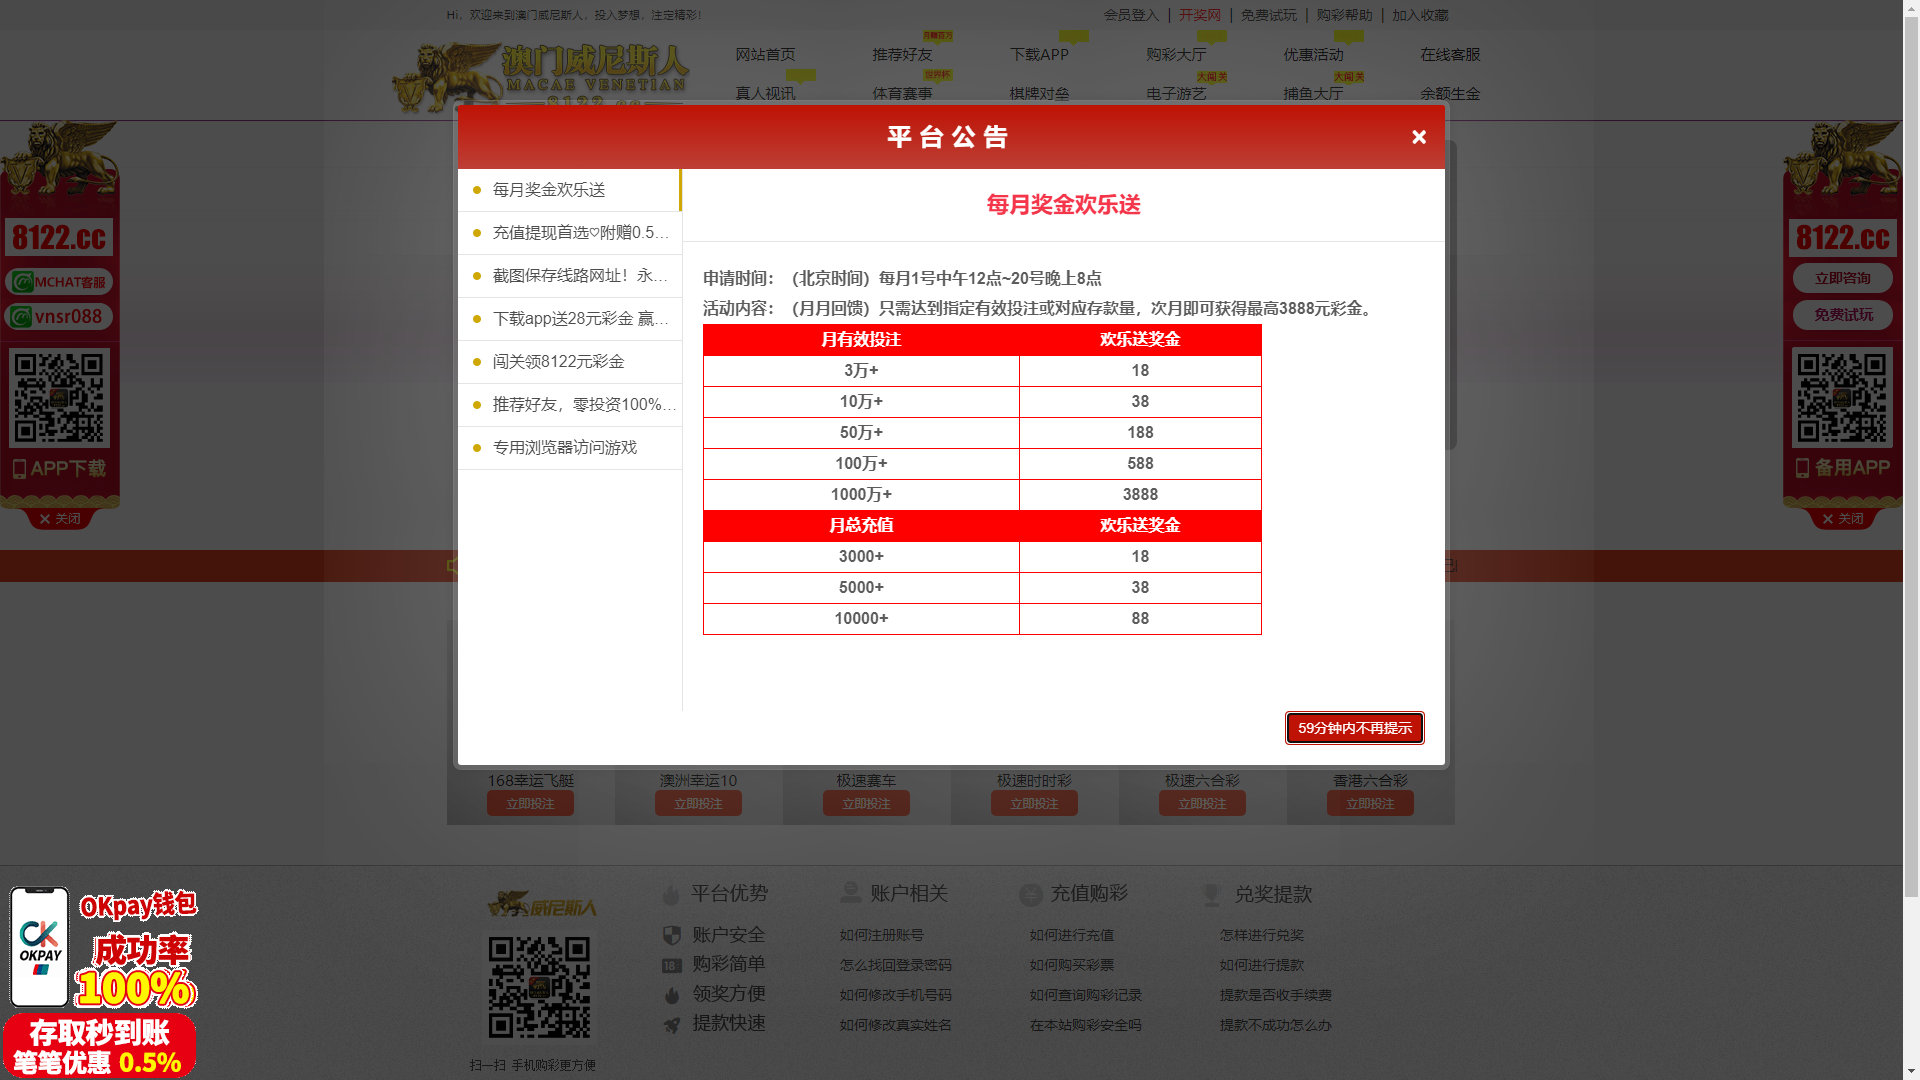 Hi，欢迎来到澳门威尼斯人，投入梦想，注定精彩！
会员登入 | 开奖网 | 免费试玩 | 购彩帮助 | 加入收藏
澳门威尼斯人
MACAE VENETIAN
8122.cc
月赚百万
网站首页 推荐好友 下载APP 购彩大厅 优惠活动 在线客服
世界杯 大闯关 大闯关
真人视讯 体育赛事 棋牌对垒 电子游艺 捕鱼大厅 余额生金
8122.cc
MCHAT客服
vnsr088
APP下载
关闭
平台公告
×
每月奖金欢乐送
充值提现首选♡附赠0.5...
截图保存线路网址！永...
下载app送28元彩金 赢...
闯关领8122元彩金
推荐好友，零投资100%...
专用浏览器访问游戏
每月奖金欢乐送
申请时间：（北京时间）每月1号中午12点~20号晚上8点
活动内容：（月月回馈）只需达到指定有效投注或对应存款量，次月即可获得最高3888元彩金。
月有效投注 欢乐送奖金
3万+ 18
10万+ 38
50万+ 188
100万+ 588
1000万+ 3888
月总充值 欢乐送奖金
3000+ 18
5000+ 38
10000+ 88
59分钟内不再提示
8122.cc
立即咨询
免费试玩
备用APP
关闭
168幸运飞艇 澳洲幸运10 极速赛车 极速时时彩 极速六合彩 香港六合彩
立即投注 立即投注 立即投注 立即投注 立即投注 立即投注
威尼斯人
扫一扫 手机购彩更方便
平台优势
账户安全
购彩简单
领奖方便
提款快速
账户相关
如何注册账号
怎么找回登录密码
如何修改手机号码
如何修改真实姓名
充值购彩
如何进行充值
如何购买彩票
如何查询购彩记录
在本站购彩安全吗
兑奖提款
怎样进行兑奖
如何进行提款
提款是否收手续费
提款不成功怎么办
OKPAY
OKpay钱包
成功率
100%
存取秒到账
笔笔优惠 0.5%